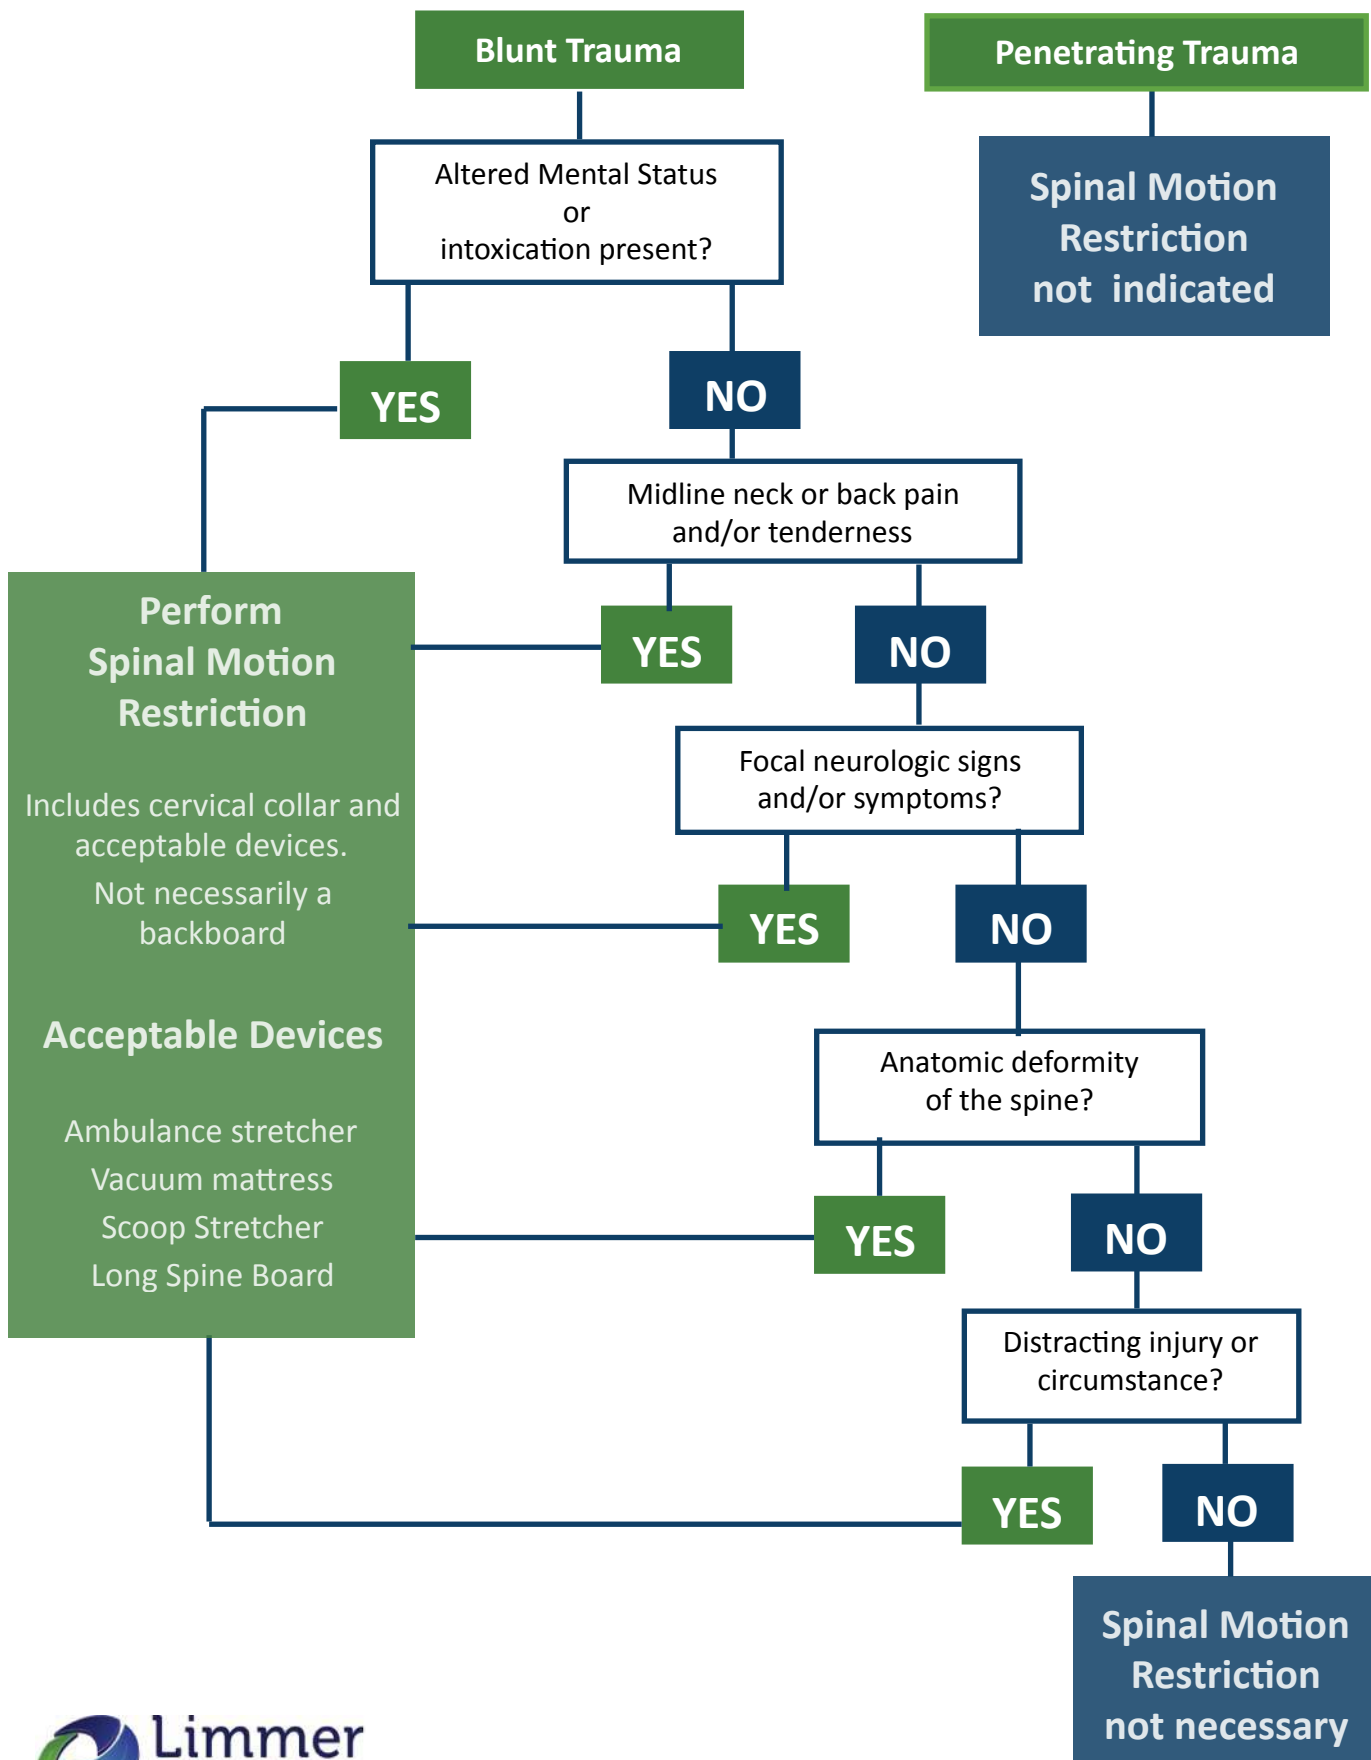 Blunt Trauma
Penetrating Trauma
Altered Mental Status
or
intoxication present?
Spinal Motion
Restriction
not indicated
YES
NO
Midline neck or back pain
and/or tenderness
YES
NO
Perform
Spinal Motion
Restriction
Includes cervical collar and
acceptable devices.
Not necessarily a
backboard
Acceptable Devices
Ambulance stretcher
Vacuum mattress
Scoop Stretcher
Long Spine Board
Focal neurologic signs
and/or symptoms?
YES
NO
Anatomic deformity
of the spine?
YES
NO
Distracting injury or
circumstance?
YES
NO
Spinal Motion
Restriction
not necessary
Limmer